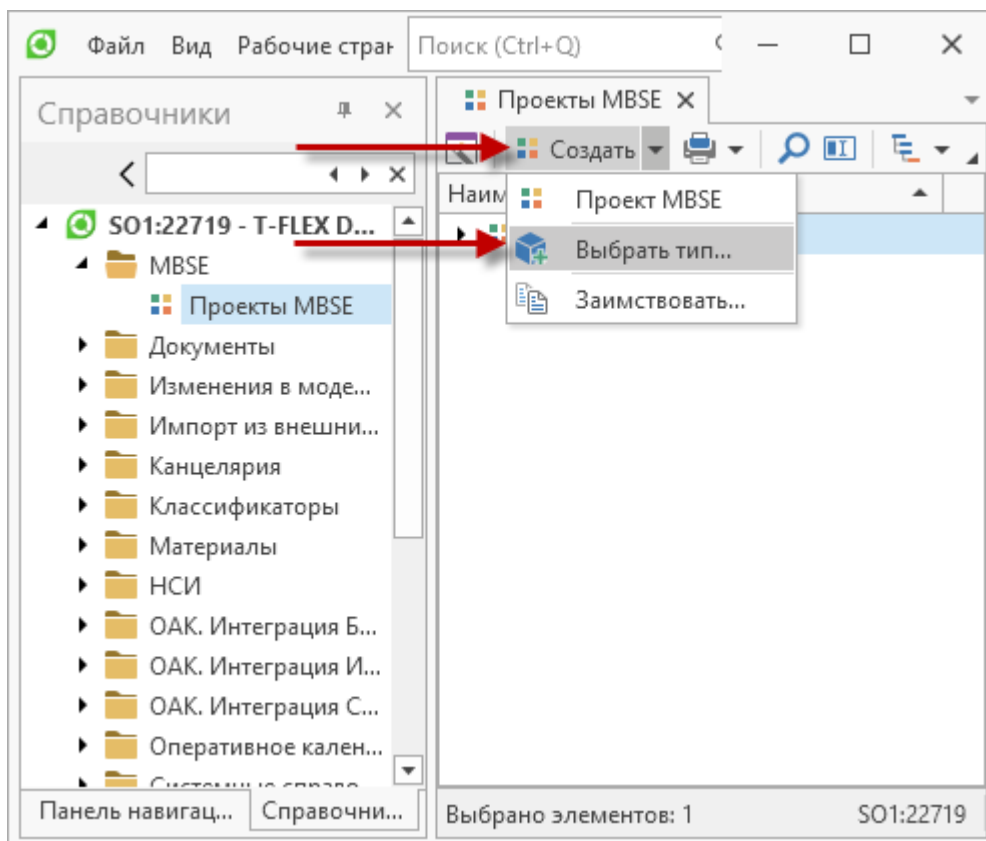 Файл Вид Рабочие стран Поиск (Ctrl+Q)
Справочники
SO1:22719 - T-FLEX D...
MBSE
Проекты MBSE
Документы
Изменения в моде...
Импорт из внешни...
Канцелярия
Классификаторы
Материалы
НСИ
ОАК. Интеграция Б...
ОАК. Интеграция И...
ОАК. Интеграция С...
Оперативное кален...
Панель навигац... Справочни...
Проекты MBSE
Создать
Наим
Проект MBSE
Выбрать тип...
Заимствовать...
Выбрано элементов: 1 SO1:22719